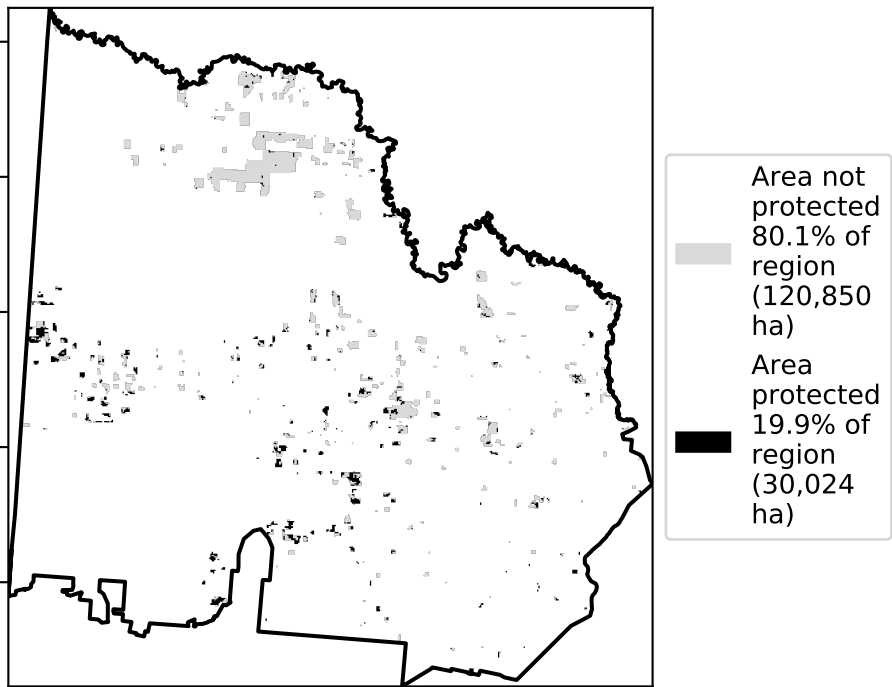 Area not
protected
80.1% of
region
(120,850
ha)
Area
protected
19.9% of
region
(30,024
ha)